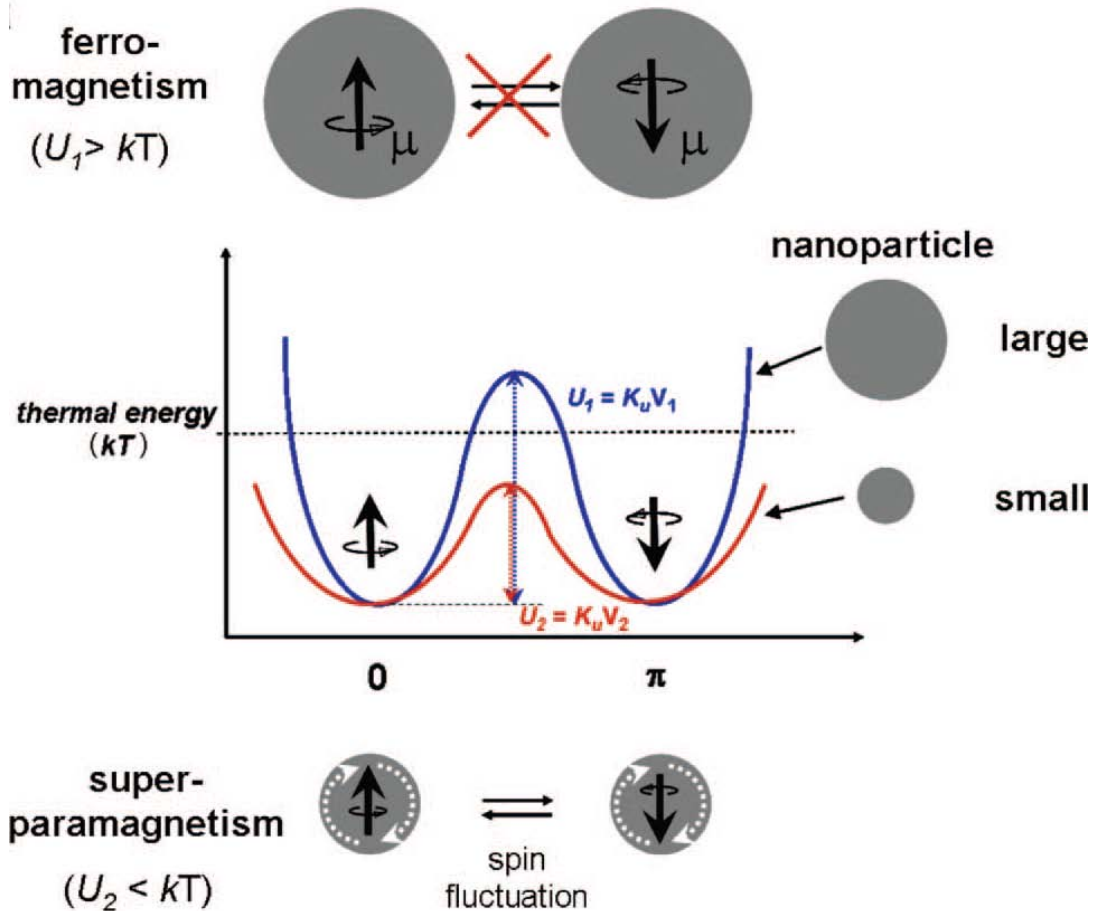 ferro-
magnetism
(U₁> kT)
μ
μ
nanoparticle
large
thermal energy
(kT)
U₁ = KᵤV₁
small
U₂ = KᵤV₂
0
π
super-
paramagnetism
(U₂ < kT)
spin
fluctuation